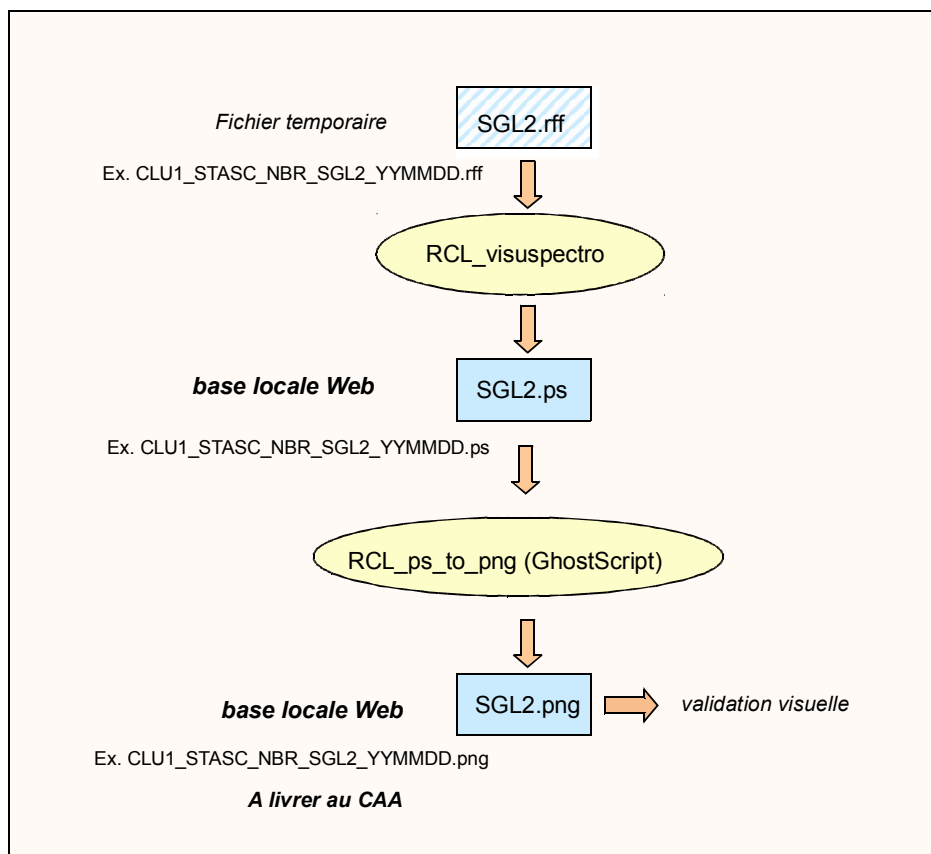 Fichier temporaire
SGL2.rff
Ex. CLU1_STASC_NBR_SGL2_YYMMDD.rff
RCL_visuspectro
base locale Web
SGL2.ps
Ex. CLU1_STASC_NBR_SGL2_YYMMDD.ps
RCL_ps_to_png (GhostScript)
base locale Web
SGL2.png
validation visuelle
Ex. CLU1_STASC_NBR_SGL2_YYMMDD.png
A livrer au CAA